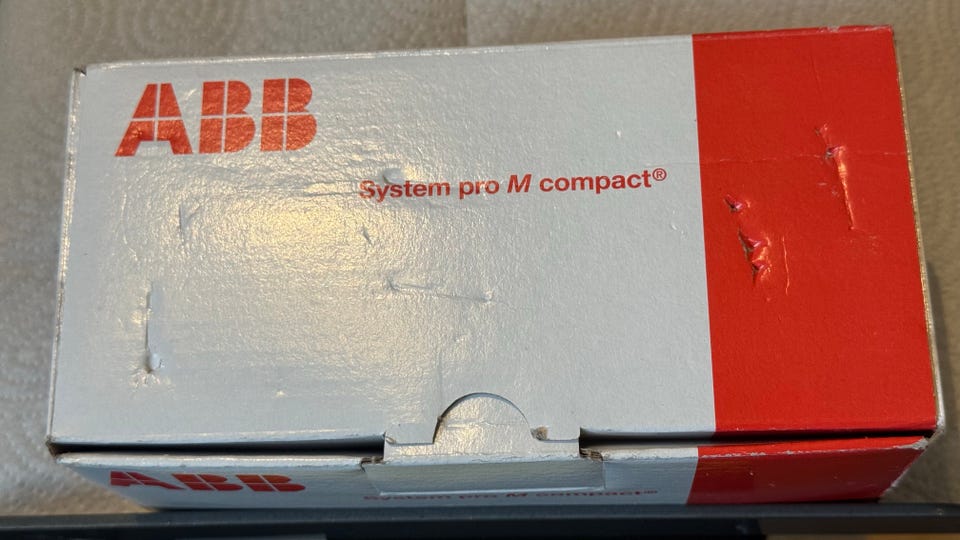 ABB
System pro M compact®
ABB
System pro M compact®